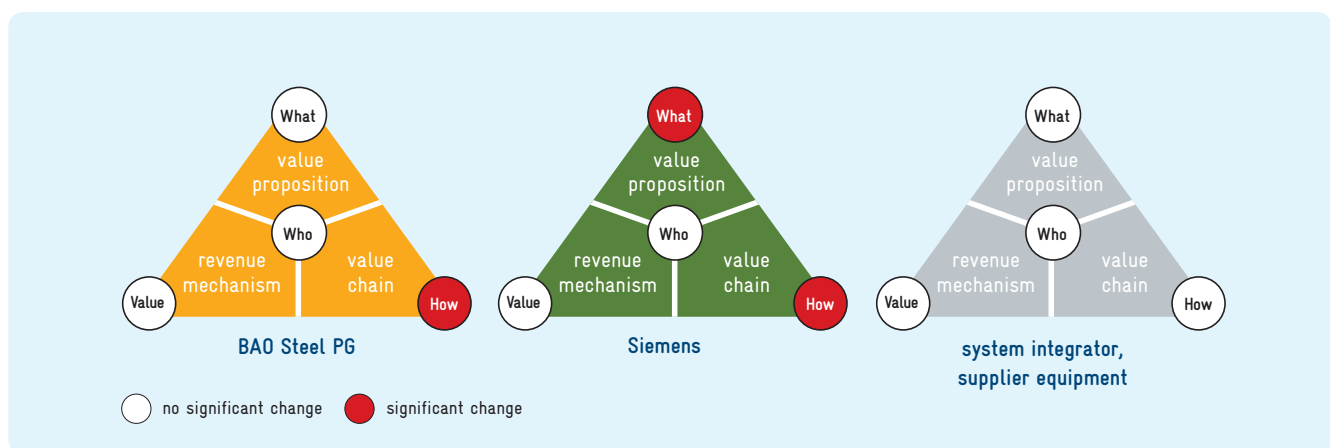 What
value
proposition
Who
revenue
mechanism
value
chain
Value
How
BAO Steel PG
What
value
proposition
Who
revenue
mechanism
value
chain
Value
How
Siemens
What
value
proposition
Who
revenue
mechanism
value
chain
Value
How
system integrator,
supplier equipment
no significant change
significant change